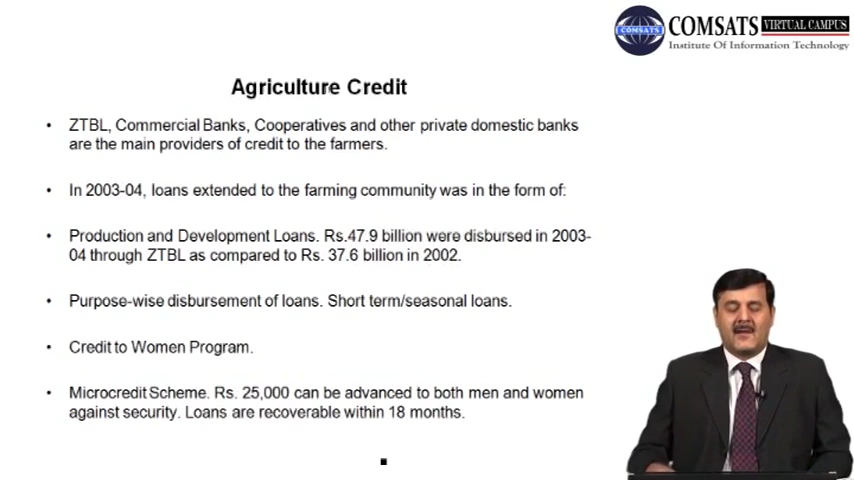 COMSATS VIRTUAL CAMPUS
COMSATS
Institute Of Information Technology
Agriculture Credit
• ZTBL, Commercial Banks, Cooperatives and other private domestic banks
are the main providers of credit to the farmers.
• In 2003-04, loans extended to the farming community was in the form of:
• Production and Development Loans. Rs.47.9 billion were disbursed in 2003-
04 through ZTBL as compared to Rs. 37.6 billion in 2002.
• Purpose-wise disbursement of loans. Short term/seasonal loans.
• Credit to Women Program.
• Microcredit Scheme. Rs. 25,000 can be advanced to both men and women
against security. Loans are recoverable within 18 months.